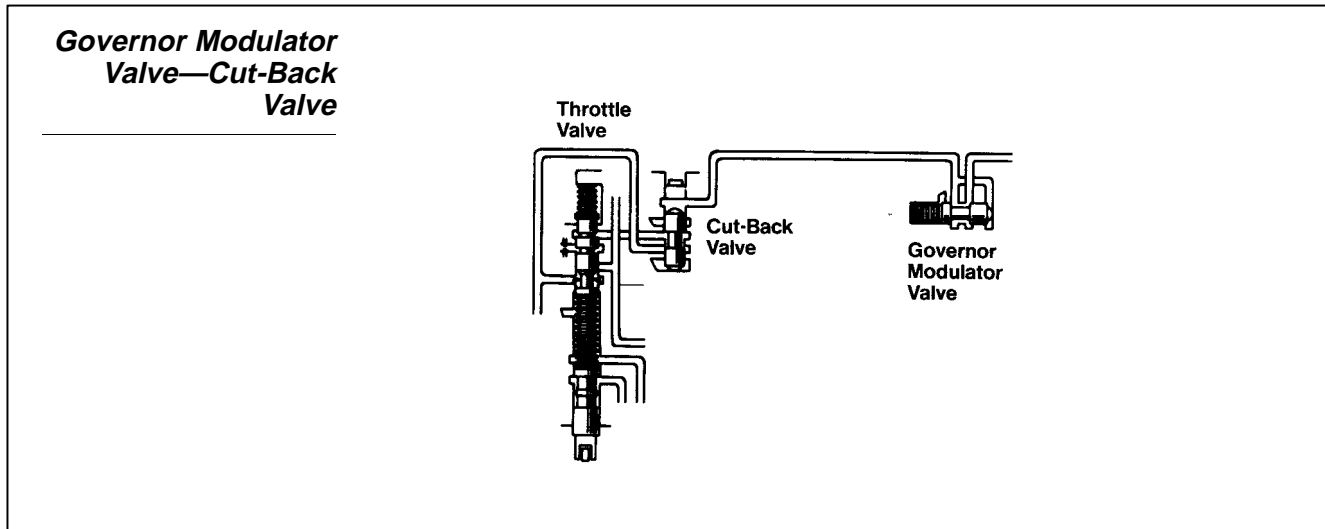 Governor Modulator
Valve—Cut-Back
Valve
Throttle
Valve
Cut-Back
Valve
Governor
Modulator
Valve